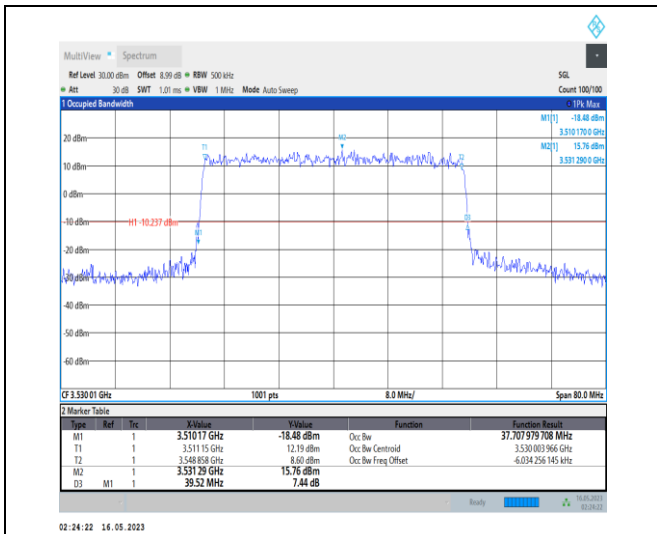 MultiView Spectrum
Ref Level 30.00 dBm Offset 8.99 dB RBW 500 kHz SGL
Att 30 dB SWT 1.01 ms VBW 1 MHz Mode Auto Sweep Count 100/100
1 Occupied Bandwidth 1Pk Max
M1[1] -18.48 dBm
3.510 170 0 GHz
M2[1] 15.76 dBm
3.531 290 0 GHz
20 dBm
M2
T1
T2
10 dBm
0 dBm
-10 dBm
H1 -10.237 dBm
D3
M1
-20 dBm
-30 dBm
-40 dBm
-50 dBm
-60 dBm
CF 3.530 01 GHz 1001 pts 8.0 MHz/ Span 80.0 MHz
2 Marker Table
Type Ref Trc X-Value Y-Value Function Function Result
M1 1 3.510 17 GHz -18.48 dBm Occ Bw 37.707 979 708 MHz
T1 1 3.511 15 GHz 12.19 dBm Occ Bw Centroid 3.530 003 966 GHz
T2 1 3.548 858 GHz 8.60 dBm Occ Bw Freq Offset -6.034 256 145 kHz
M2 1 3.531 29 GHz 15.76 dBm
D3 M1 1 39.52 MHz 7.44 dB
Ready 16.05.2023
03:24:22
02:24:22 16.05.2023